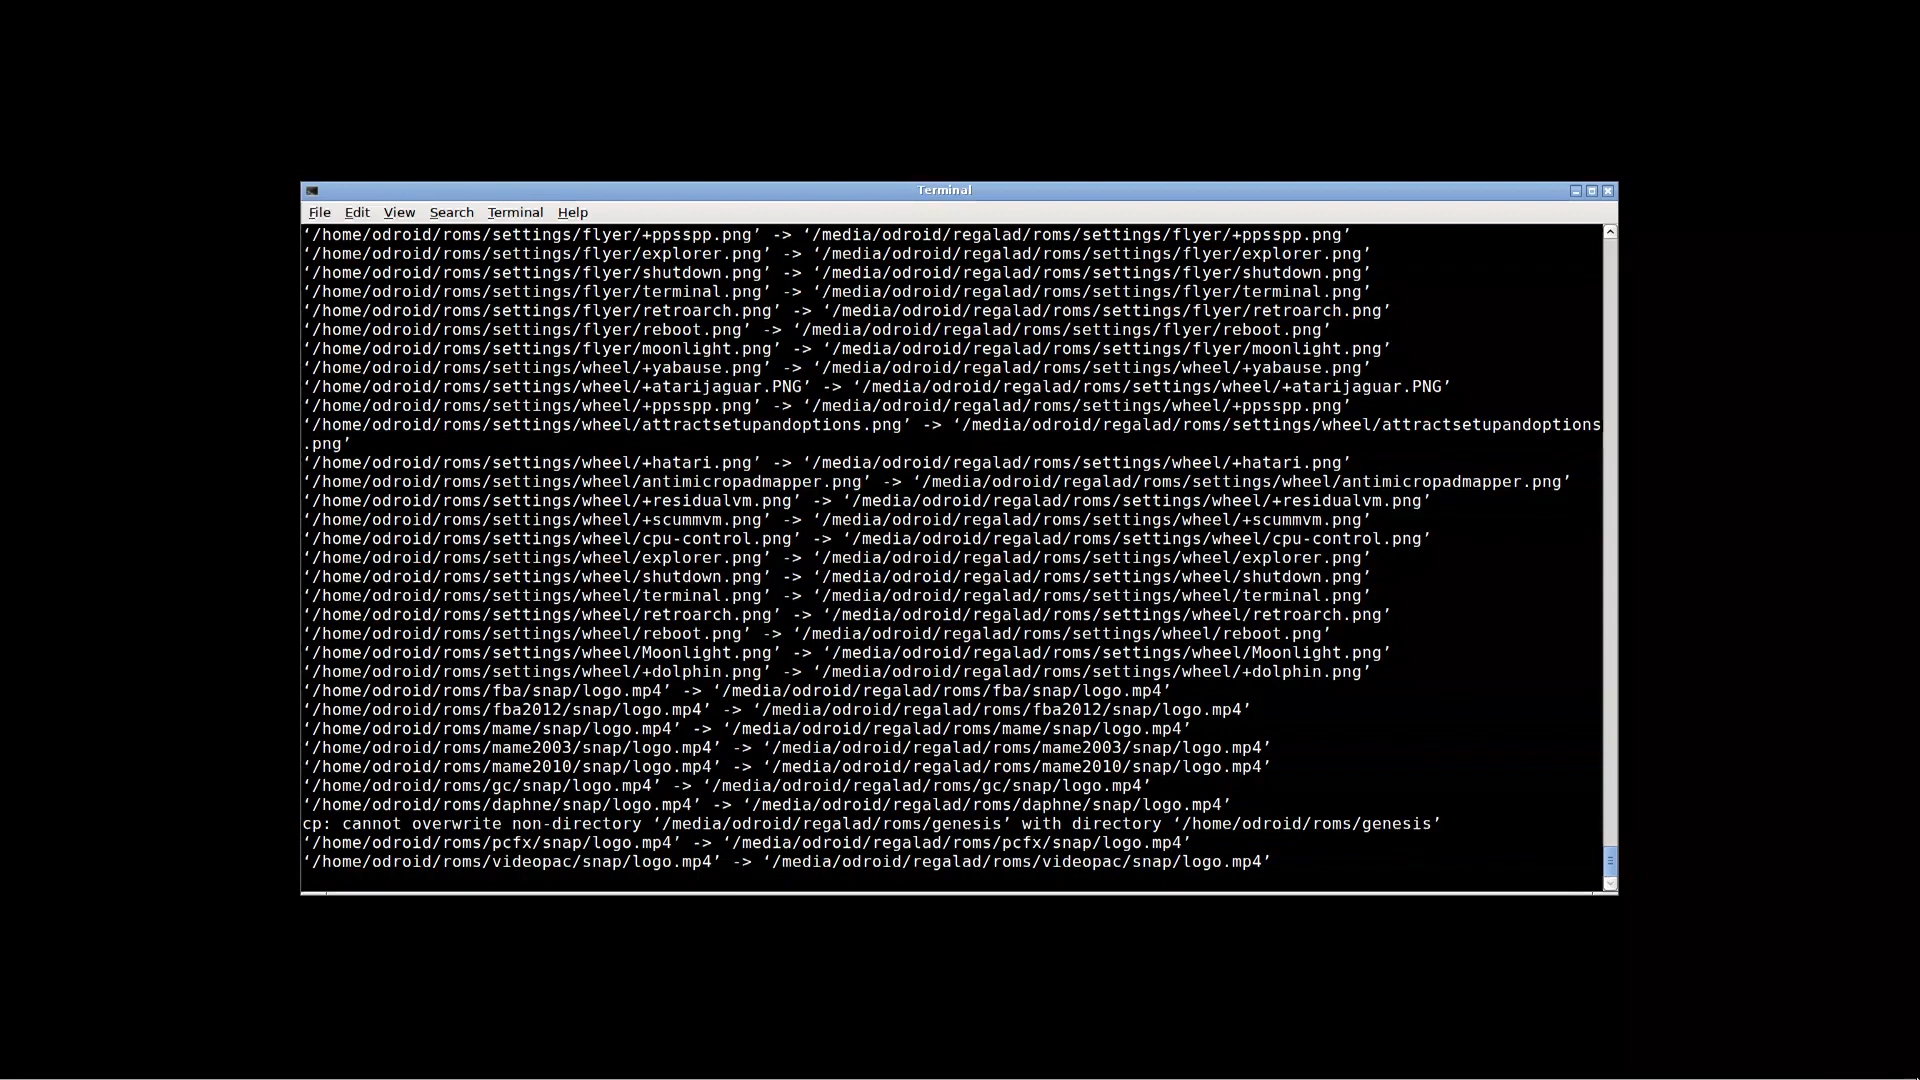 Terminal
File Edit View Search Terminal Help
‘/home/odroid/roms/settings/flyer/+ppsspp.png’ -> ‘/media/odroid/regalad/roms/settings/flyer/+ppsspp.png’
‘/home/odroid/roms/settings/flyer/explorer.png’ -> ‘/media/odroid/regalad/roms/settings/flyer/explorer.png’
‘/home/odroid/roms/settings/flyer/shutdown.png’ -> ‘/media/odroid/regalad/roms/settings/flyer/shutdown.png’
‘/home/odroid/roms/settings/flyer/terminal.png’ -> ‘/media/odroid/regalad/roms/settings/flyer/terminal.png’
‘/home/odroid/roms/settings/flyer/retroarch.png’ -> ‘/media/odroid/regalad/roms/settings/flyer/retroarch.png’
‘/home/odroid/roms/settings/flyer/reboot.png’ -> ‘/media/odroid/regalad/roms/settings/flyer/reboot.png’
‘/home/odroid/roms/settings/flyer/moonlight.png’ -> ‘/media/odroid/regalad/roms/settings/flyer/moonlight.png’
‘/home/odroid/roms/settings/wheel/+yabause.png’ -> ‘/media/odroid/regalad/roms/settings/wheel/+yabause.png’
‘/home/odroid/roms/settings/wheel/+atarijaguar.PNG’ -> ‘/media/odroid/regalad/roms/settings/wheel/+atarijaguar.PNG’
‘/home/odroid/roms/settings/wheel/+ppsspp.png’ -> ‘/media/odroid/regalad/roms/settings/wheel/+ppsspp.png’
‘/home/odroid/roms/settings/wheel/attractsetupandoptions.png’ -> ‘/media/odroid/regalad/roms/settings/wheel/attractsetupandoptions
.png’
‘/home/odroid/roms/settings/wheel/+hatari.png’ -> ‘/media/odroid/regalad/roms/settings/wheel/+hatari.png’
‘/home/odroid/roms/settings/wheel/antimicropadmapper.png’ -> ‘/media/odroid/regalad/roms/settings/wheel/antimicropadmapper.png’
‘/home/odroid/roms/settings/wheel/+residualvm.png’ -> ‘/media/odroid/regalad/roms/settings/wheel/+residualvm.png’
‘/home/odroid/roms/settings/wheel/+scummvm.png’ -> ‘/media/odroid/regalad/roms/settings/wheel/+scummvm.png’
‘/home/odroid/roms/settings/wheel/cpu-control.png’ -> ‘/media/odroid/regalad/roms/settings/wheel/cpu-control.png’
‘/home/odroid/roms/settings/wheel/explorer.png’ -> ‘/media/odroid/regalad/roms/settings/wheel/explorer.png’
‘/home/odroid/roms/settings/wheel/shutdown.png’ -> ‘/media/odroid/regalad/roms/settings/wheel/shutdown.png’
‘/home/odroid/roms/settings/wheel/terminal.png’ -> ‘/media/odroid/regalad/roms/settings/wheel/terminal.png’
‘/home/odroid/roms/settings/wheel/retroarch.png’ -> ‘/media/odroid/regalad/roms/settings/wheel/retroarch.png’
‘/home/odroid/roms/settings/wheel/reboot.png’ -> ‘/media/odroid/regalad/roms/settings/wheel/reboot.png’
‘/home/odroid/roms/settings/wheel/Moonlight.png’ -> ‘/media/odroid/regalad/roms/settings/wheel/Moonlight.png’
‘/home/odroid/roms/settings/wheel/+dolphin.png’ -> ‘/media/odroid/regalad/roms/settings/wheel/+dolphin.png’
‘/home/odroid/roms/fba/snap/logo.mp4’ -> ‘/media/odroid/regalad/roms/fba/snap/logo.mp4’
‘/home/odroid/roms/fba2012/snap/logo.mp4’ -> ‘/media/odroid/regalad/roms/fba2012/snap/logo.mp4’
‘/home/odroid/roms/mame/snap/logo.mp4’ -> ‘/media/odroid/regalad/roms/mame/snap/logo.mp4’
‘/home/odroid/roms/mame2003/snap/logo.mp4’ -> ‘/media/odroid/regalad/roms/mame2003/snap/logo.mp4’
‘/home/odroid/roms/mame2010/snap/logo.mp4’ -> ‘/media/odroid/regalad/roms/mame2010/snap/logo.mp4’
‘/home/odroid/roms/gc/snap/logo.mp4’ -> ‘/media/odroid/regalad/roms/gc/snap/logo.mp4’
‘/home/odroid/roms/daphne/snap/logo.mp4’ -> ‘/media/odroid/regalad/roms/daphne/snap/logo.mp4’
cp: cannot overwrite non-directory ‘/media/odroid/regalad/roms/genesis’ with directory ‘/home/odroid/roms/genesis’
‘/home/odroid/roms/pcfx/snap/logo.mp4’ -> ‘/media/odroid/regalad/roms/pcfx/snap/logo.mp4’
‘/home/odroid/roms/videopac/snap/logo.mp4’ -> ‘/media/odroid/regalad/roms/videopac/snap/logo.mp4’